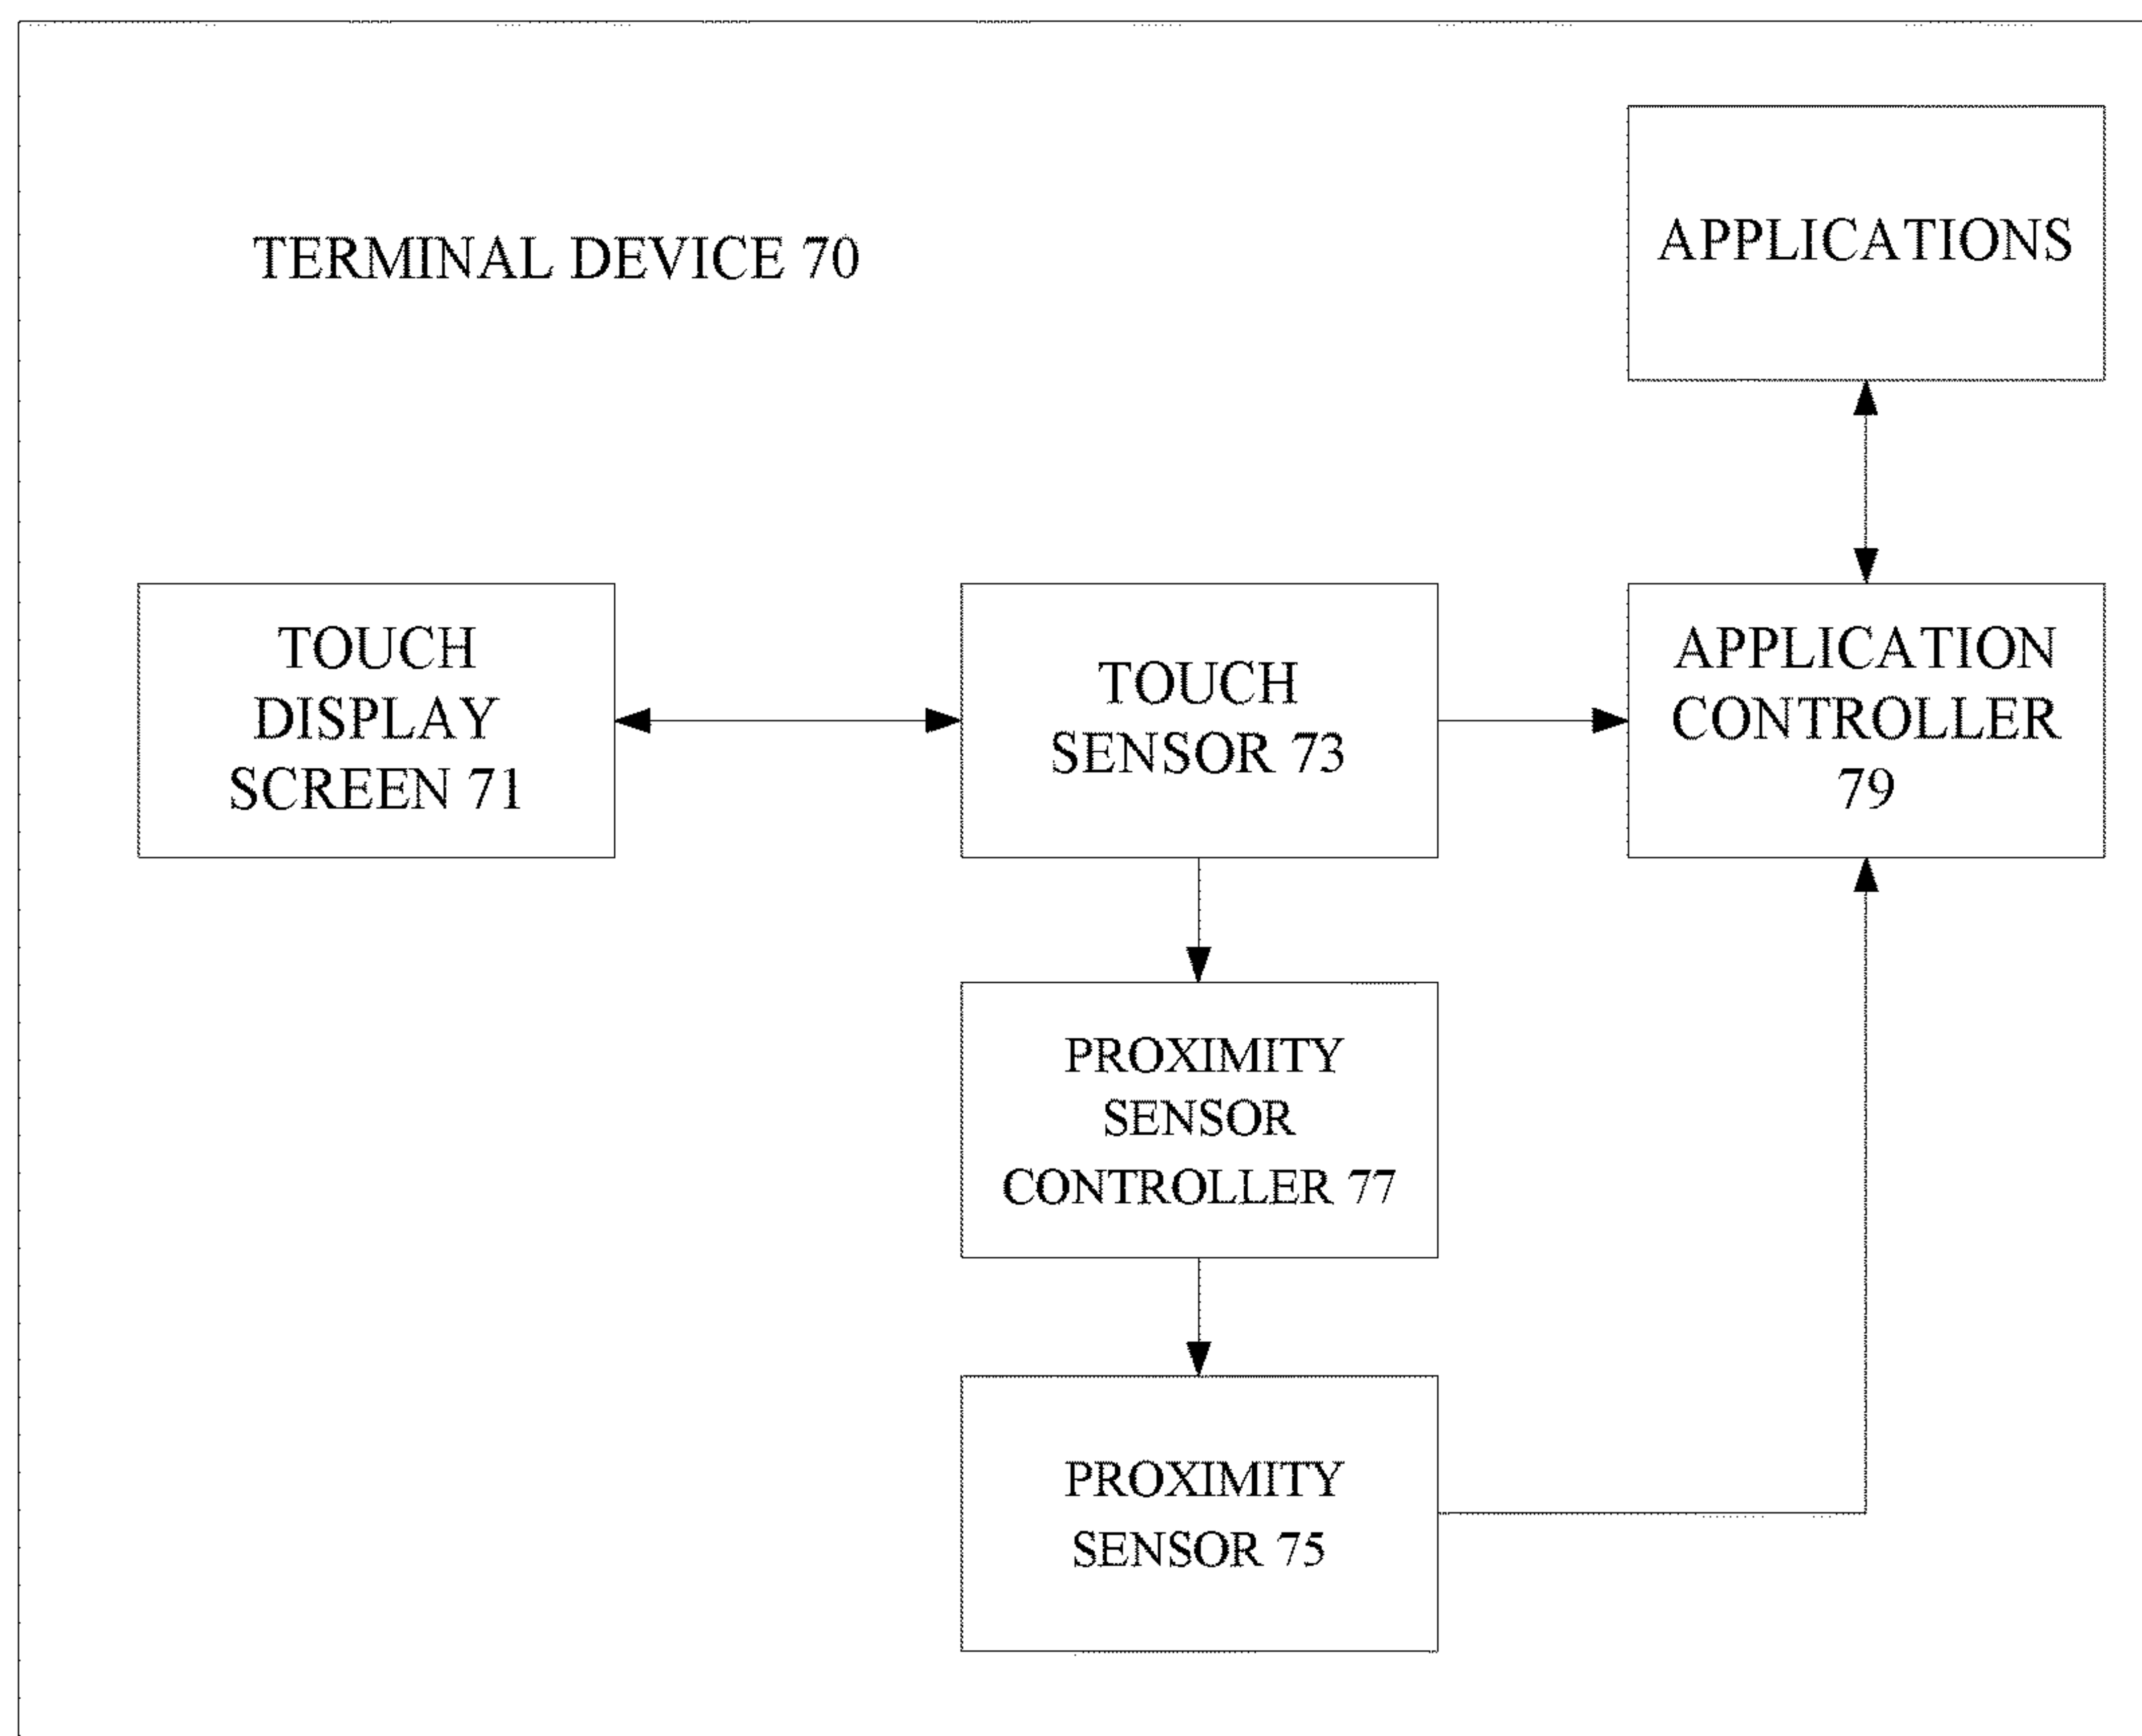 TERMINAL DEVICE 70
APPLICATIONS
TOUCH
DISPLAY
SCREEN 71
TOUCH
SENSOR 73
APPLICATION
CONTROLLER
79
PROXIMITY
SENSOR
CONTROLLER 77
PROXIMITY
SENSOR 75